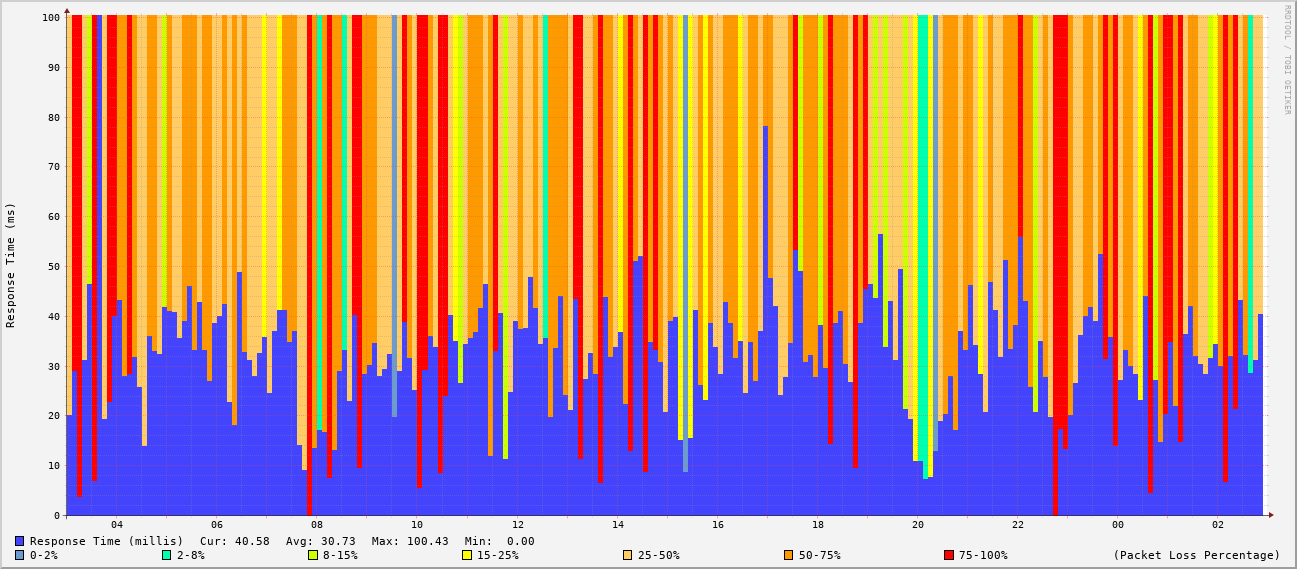 RRDTOOL / TOBI OETIKER
Response Time (ms)
100
90
80
70
60
50
40
30
20
10
0
04 06 08 10 12 14 16 18 20 22 00 02
Response Time (millis) Cur: 40.58 Avg: 30.73 Max: 100.43 Min: 0.00
0-2% 2-8% 8-15% 15-25% 25-50% 50-75% 75-100% (Packet Loss Percentage)